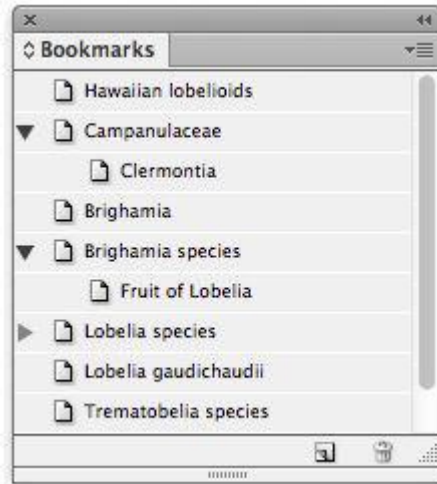 Bookmarks
Hawaiian lobelioids
Campanulaceae
Clermontia
Brighamia
Brighamia species
Fruit of Lobelia
Lobelia species
Lobelia gaudichaudii
Trematobelia species